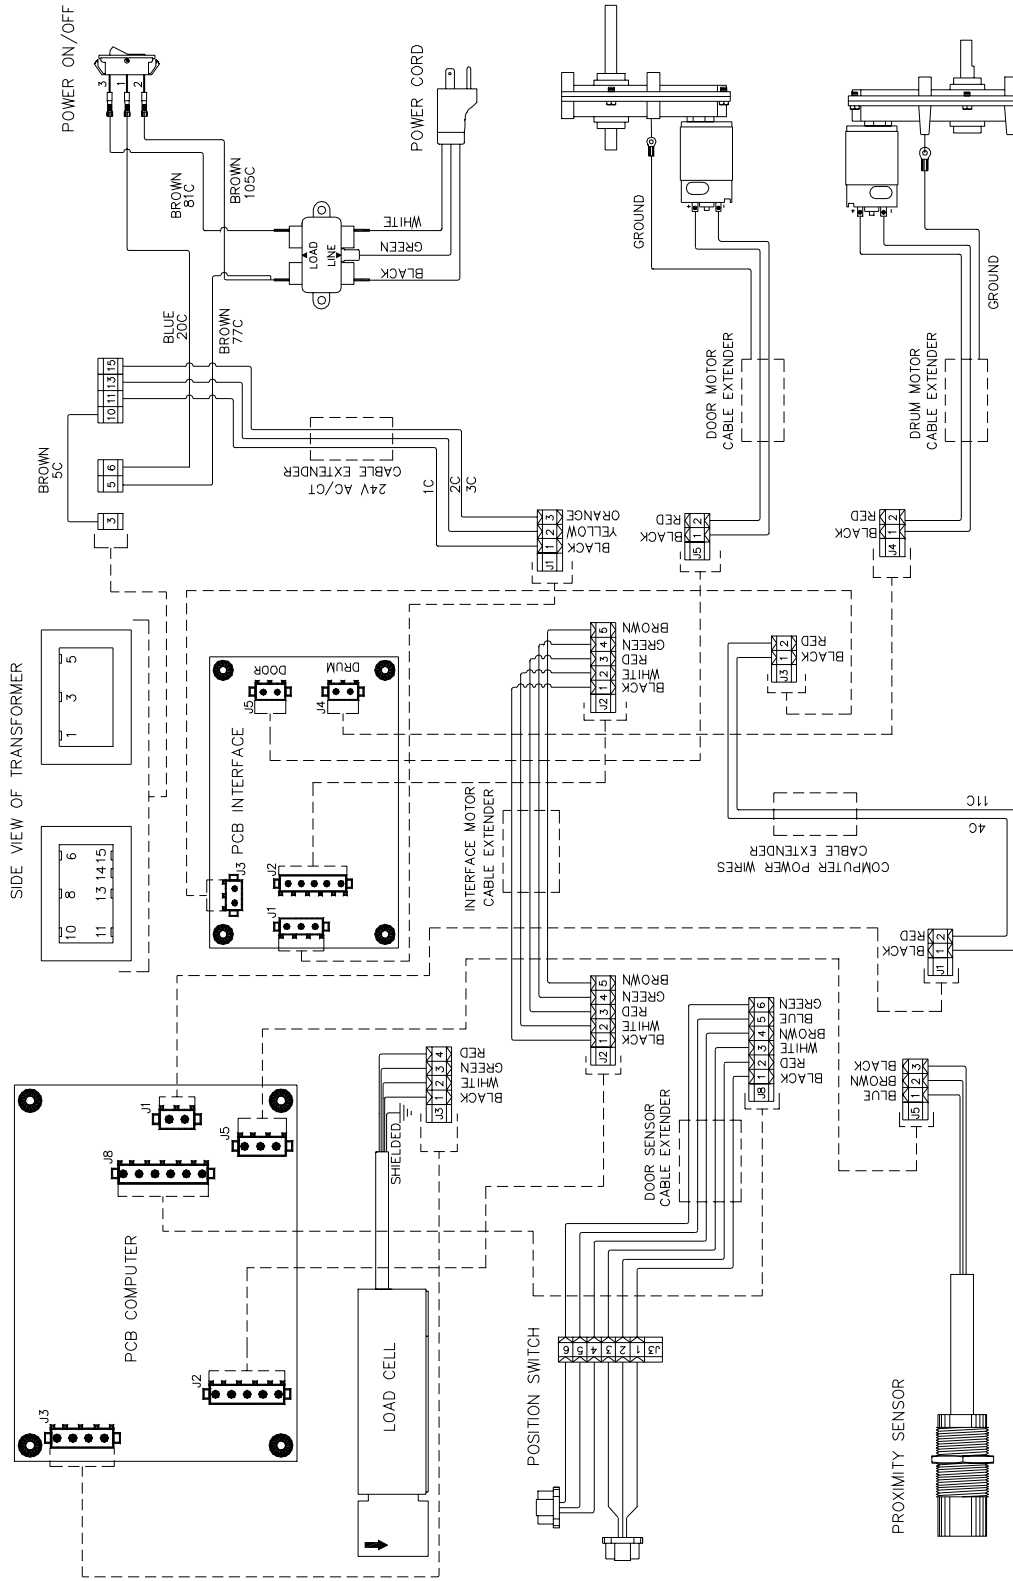 POWER ON/OFF
3
1
2
BROWN
81C
BROWN
105C
POWER CORD
WHITE
GREEN
BLACK
LOAD
LINE
BLUE
20C
BROWN
77C
BROWN
5C
10 11 13 15
5 6
3
24V AC/CT
CABLE EXTENDER
1C
2C
3C
J1 1 2 3
BLACK
YELLOW
ORANGE
GROUND
DOOR MOTOR
CABLE EXTENDER
J5 1 2
BLACK
RED
GROUND
DRUM MOTOR
CABLE EXTENDER
J4 1 2
BLACK
RED
SIDE VIEW OF TRANSFORMER
1 3 5
10 8 6
11 13 14 15
PCB INTERFACE
J5
DOOR
J4
DRUM
J3
J2
J1
J2 1 2 3 4 5
BLACK
WHITE
RED
GREEN
BROWN
INTERFACE MOTOR
CABLE EXTENDER
J2 1 2 3 4 5
BLACK
WHITE
RED
GREEN
BROWN
J3 1 2
BLACK
RED
COMPUTER POWER WIRES
CABLE EXTENDER
11C
4C
J1 1 2
BLACK
RED
PCB COMPUTER
J1
J5
J8
J2
J3
LOAD CELL
SHIELDED
J3 1 2 3 4
BLACK
WHITE
GREEN
RED
DOOR SENSOR
CABLE EXTENDER
J8 1 2 3 4 5 6
BLACK
RED
WHITE
BROWN
BLUE
GREEN
POSITION SWITCH
J3 1 2 3 4 5 6
PROXIMITY SENSOR
J5 1 2 3
BLUE
BROWN
BLACK